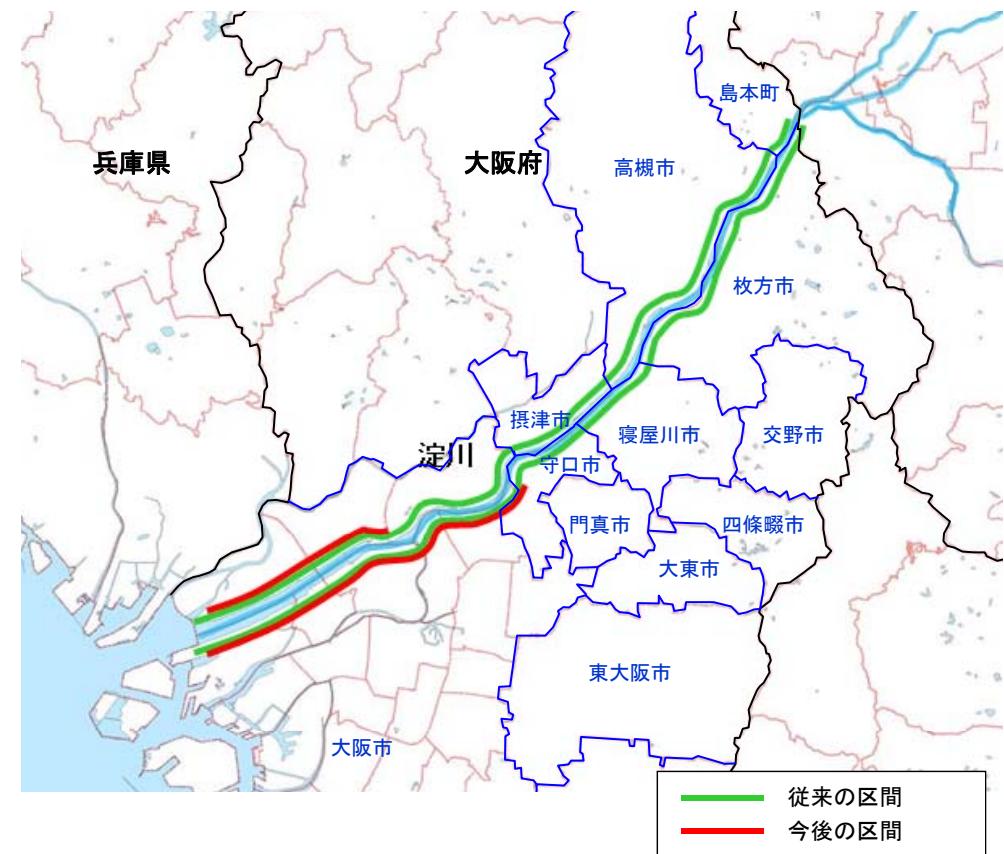 島本町
兵庫県
大阪府
高槻市
枚方市
摂津市
寝屋川市
交野市
淀川
守口市
門真市
四條畷市
大東市
東大阪市
大阪市
従来の区間
今後の区間